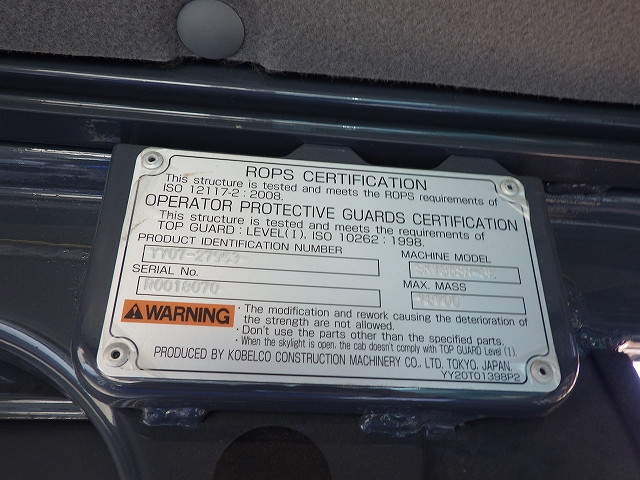 ROPS CERTIFICATION
This structure is tested and meets the ROPS requirements of
ISO 12117-2 : 2008.
OPERATOR PROTECTIVE GUARDS CERTIFICATION
This structure is tested and meets the requirements of
TOP GUARD : LEVEL(I), ISO 10262 : 1998.
PRODUCT IDENTIFICATION NUMBER
MACHINE MODEL
SERIAL No.
R0018070
MAX. MASS
WARNING
· The modification and rework causing the deterioration of
the strength are not allowed.
· Don't use the parts other than the specified parts.
· When the skylight is open, the cab doesn't comply with TOP GUARD Level (I).
PRODUCED BY KOBELCO CONSTRUCTION MACHINERY CO., LTD. TOKYO, JAPAN.
YY20T01398P2